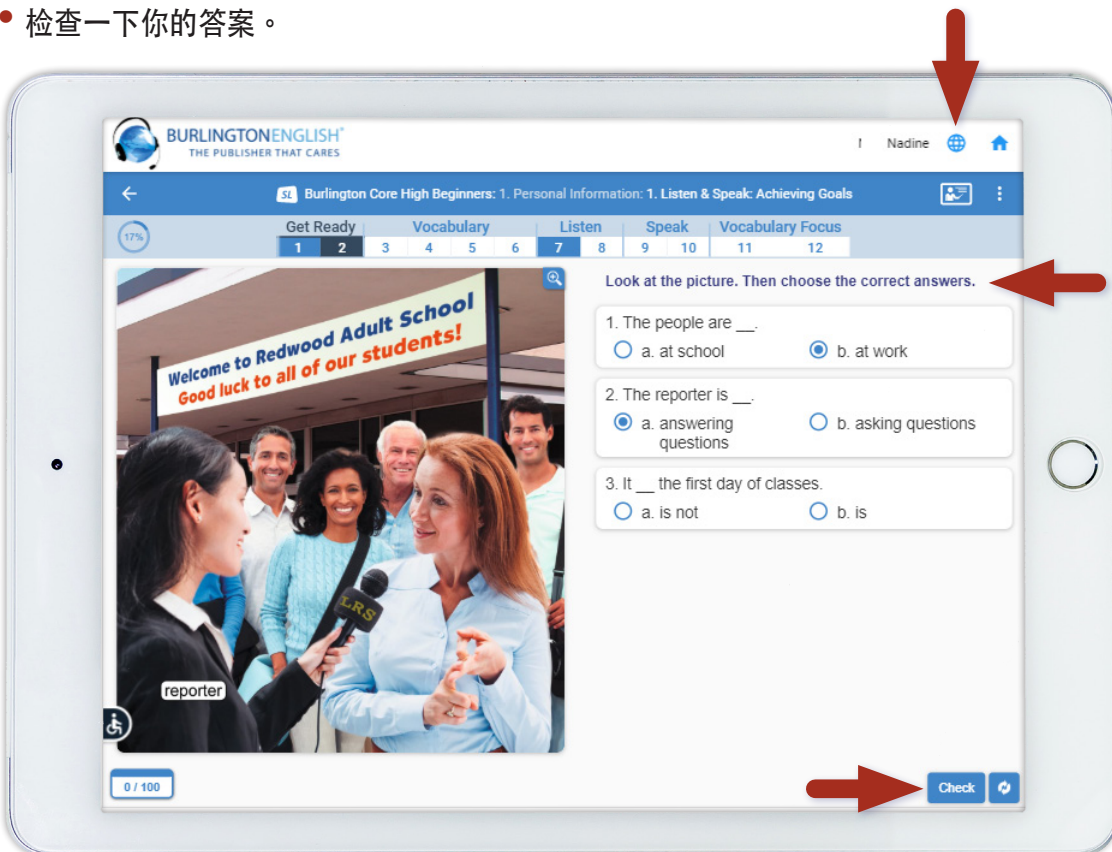 • 检查一下你的答案。
BURLINGTONENGLISH®
THE PUBLISHER THAT CARES
Nadine
SL Burlington Core High Beginners: 1. Personal Information: 1. Listen & Speak: Achieving Goals
17%
Get Ready Vocabulary Listen Speak Vocabulary Focus
1 2 3 4 5 6 7 8 9 10 11 12
Welcome to Redwood Adult School
Good luck to all of our students!
LRS
reporter
Look at the picture. Then choose the correct answers.
1. The people are __.
a. at school b. at work
2. The reporter is __.
a. answering questions b. asking questions
3. It __ the first day of classes.
a. is not b. is
0 / 100
Check